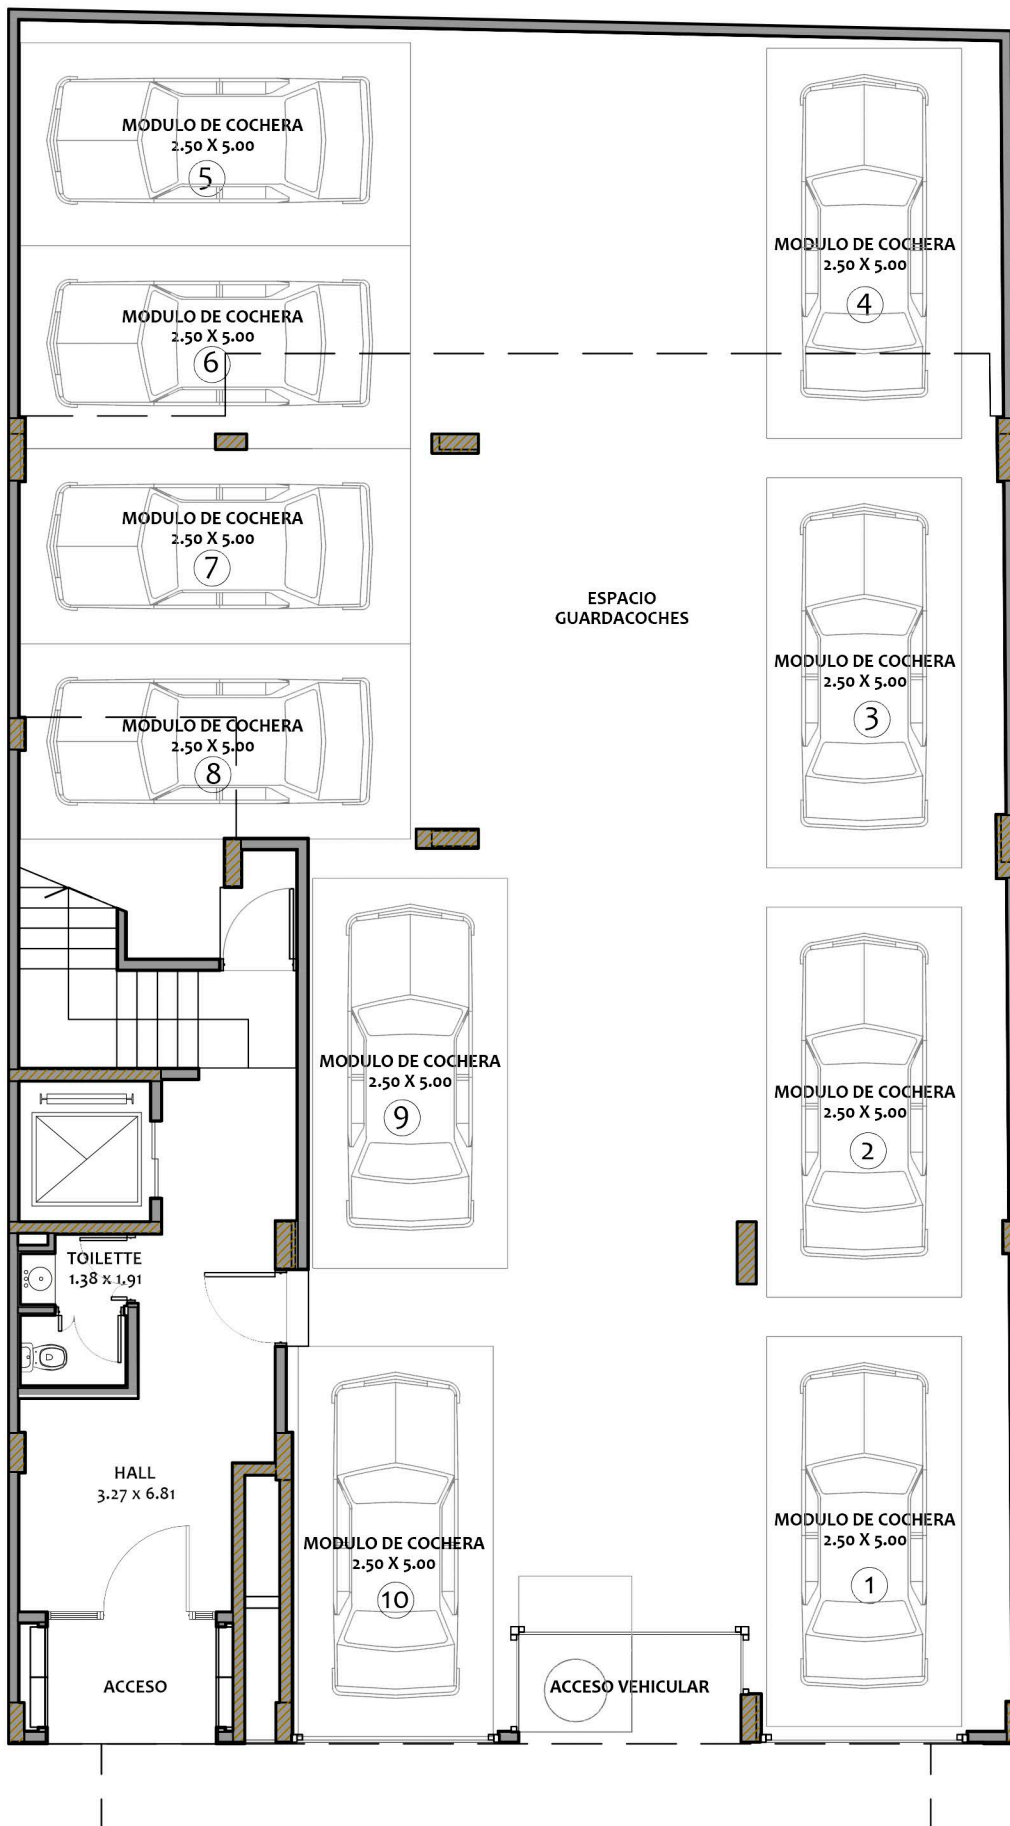 MODULO DE COCHERA
2.50 X 5.00
5
MODULO DE COCHERA
2.50 X 5.00
4
MODULO DE COCHERA
2.50 X 5.00
6
MODULO DE COCHERA
2.50 X 5.00
7
ESPACIO
GUARDACOCHES
MODULO DE COCHERA
2.50 X 5.00
3
MODULO DE COCHERA
2.50 X 5.00
8
MODULO DE COCHERA
2.50 X 5.00
9
MODULO DE COCHERA
2.50 X 5.00
2
TOILETTE
1.38 x 1.91
HALL
3.27 x 6.81
MODULO DE COCHERA
2.50 X 5.00
10
MODULO DE COCHERA
2.50 X 5.00
1
ACCESO
ACCESO VEHICULAR